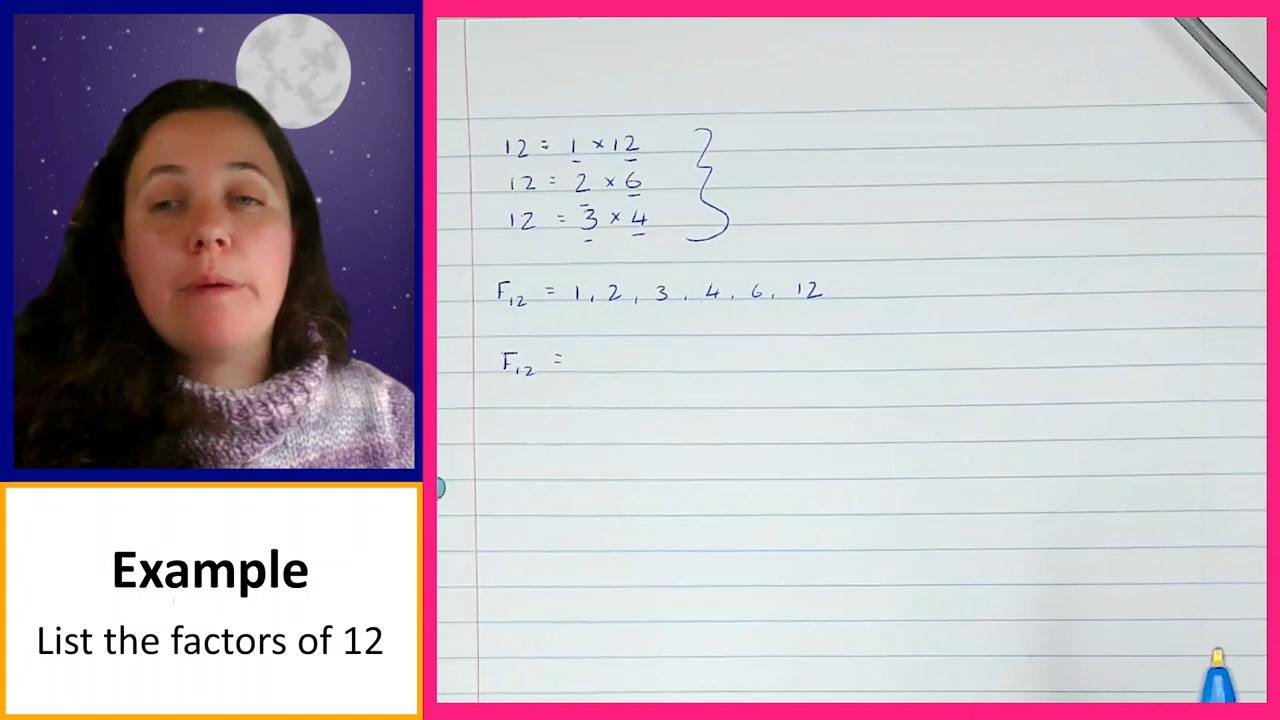 12 = 1 × 12
12 = 2 × 6
12 = 3 × 4
F₁₂ = 1, 2, 3, 4, 6, 12
F₁₂ =
Example
List the factors of 12